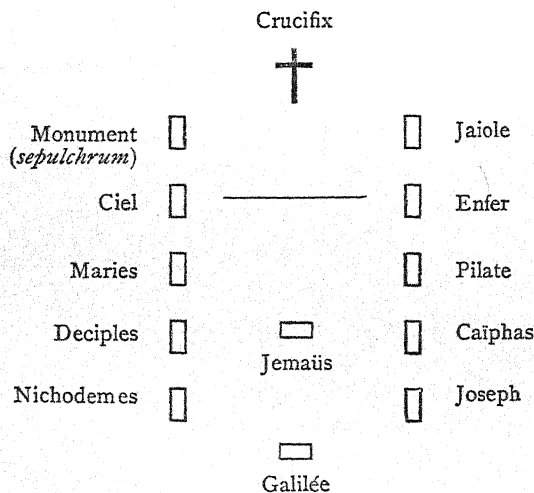 Crucifix
Monument
(sepulchrum)
Jaiole
Ciel
Enfer
Maries
Pilate
Deciples
Caïphas
Jemaüs
Nichodemes
Joseph
Galilée